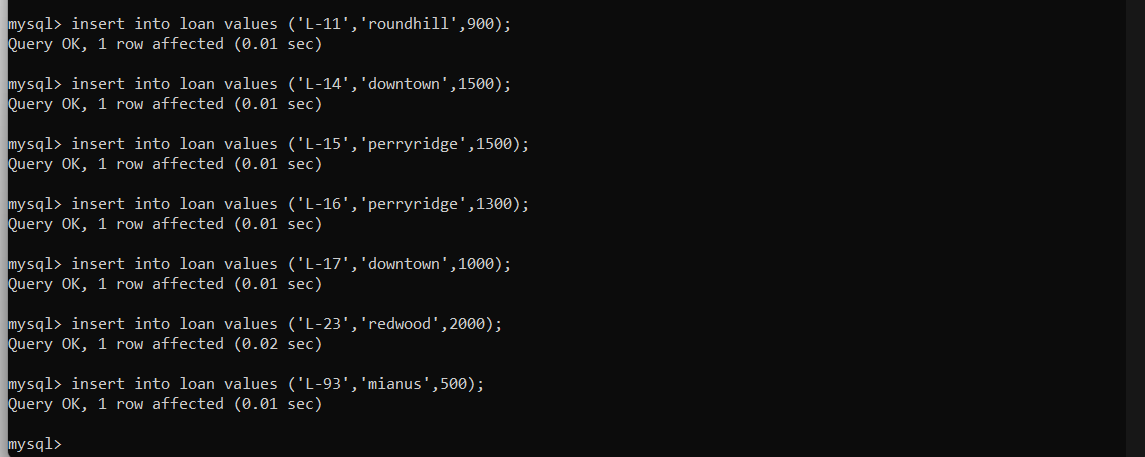 mysql> insert into loan values ('L-11','roundhill',900);
Query OK, 1 row affected (0.01 sec)
mysql> insert into loan values ('L-14','downtown',1500);
Query OK, 1 row affected (0.01 sec)
mysql> insert into loan values ('L-15','perryridge',1500);
Query OK, 1 row affected (0.01 sec)
mysql> insert into loan values ('L-16','perryridge',1300);
Query OK, 1 row affected (0.01 sec)
mysql> insert into loan values ('L-17','downtown',1000);
Query OK, 1 row affected (0.01 sec)
mysql> insert into loan values ('L-23','redwood',2000);
Query OK, 1 row affected (0.02 sec)
mysql> insert into loan values ('L-93','mianus',500);
Query OK, 1 row affected (0.01 sec)
mysql>